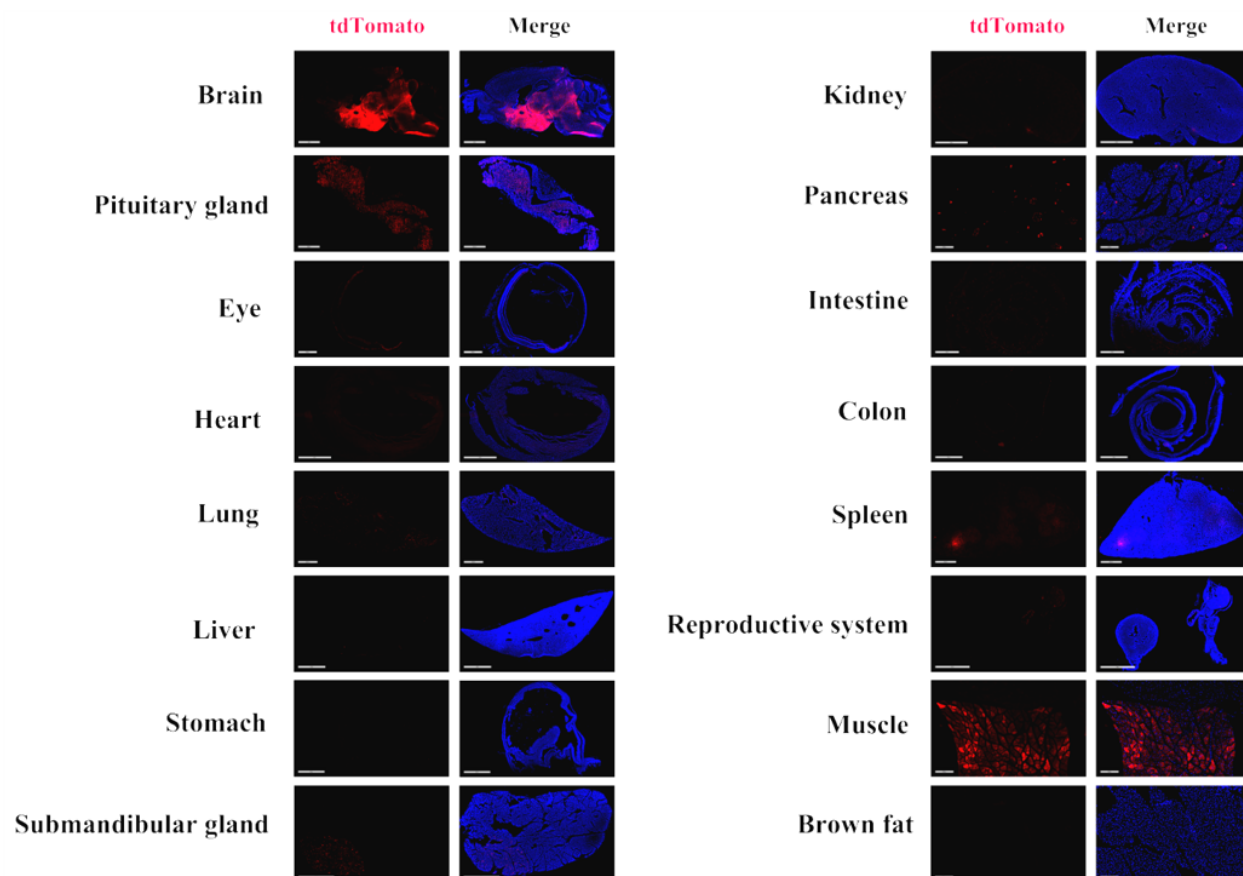 tdTomato Merge tdTomato Merge
Brain Kidney
Pituitary gland Pancreas
Eye Intestine
Heart Colon
Lung Spleen
Liver Reproductive system
Stomach Muscle
Submandibular gland Brown fat